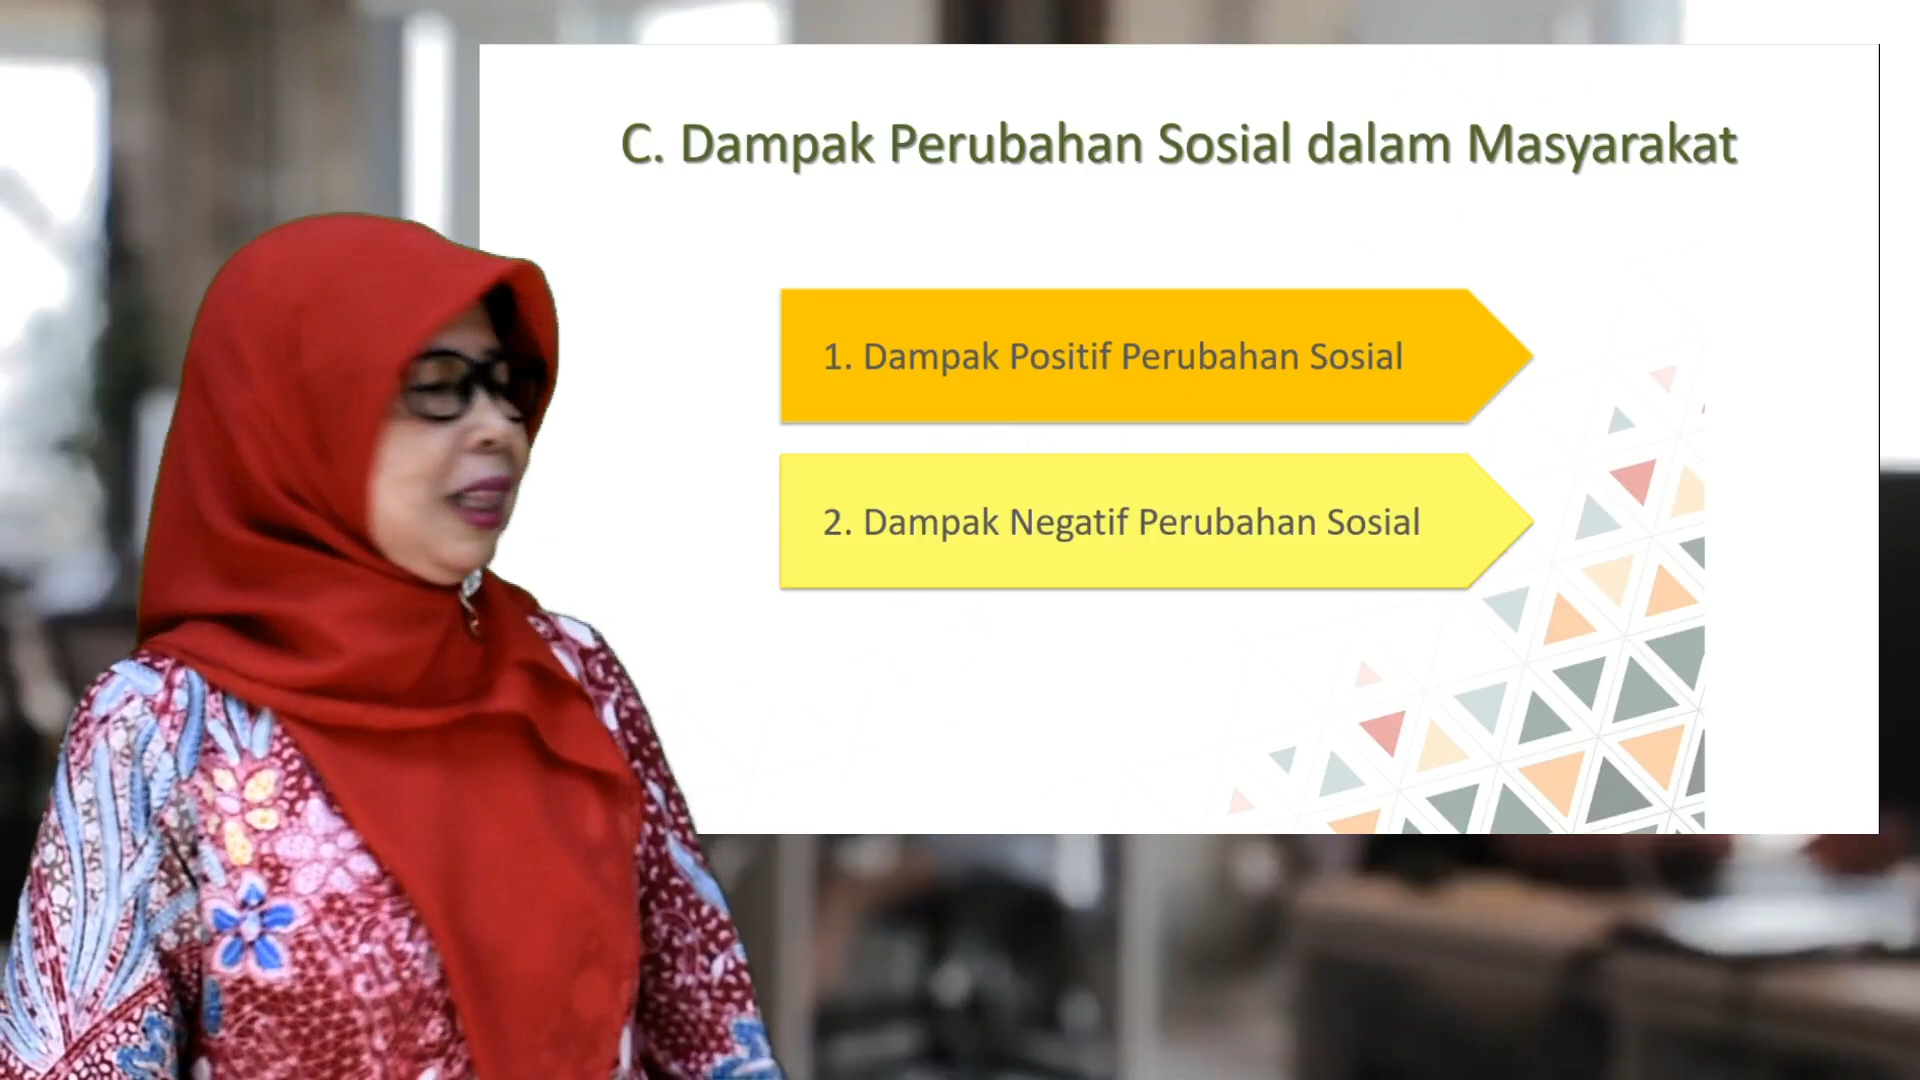 C. Dampak Perubahan Sosial dalam Masyarakat
1. Dampak Positif Perubahan Sosial
2. Dampak Negatif Perubahan Sosial